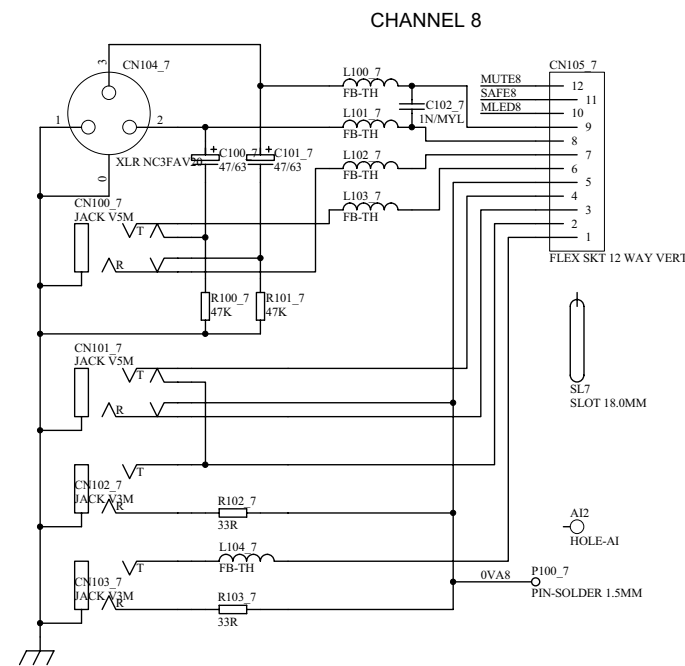 CHANNEL 8
CN104_7
3
1
2
0
XLR NC3FAV20
L100_7
FB-TH
L101_7
FB-TH
C102_7
1N/MYL
CN105_7
MUTE8
SAFE8
MLED8
12
11
10
9
8
7
6
5
4
3
2
1
FLEX SKT 12 WAY VERT
C100_7
47/63
C101_7
47/63
L102_7
FB-TH
L103_7
FB-TH
CN100_7
JACK V5M
T
R
R100_7
47K
R101_7
47K
SL7
SLOT 18.0MM
CN101_7
JACK V5M
T
R
CN102_7
JACK V3M
T
R
R102_7
33R
AI2
HOLE-AI
L104_7
FB-TH
CN103_7
JACK V3M
T
R
R103_7
33R
0VA8
P100_7
PIN-SOLDER 1.5MM